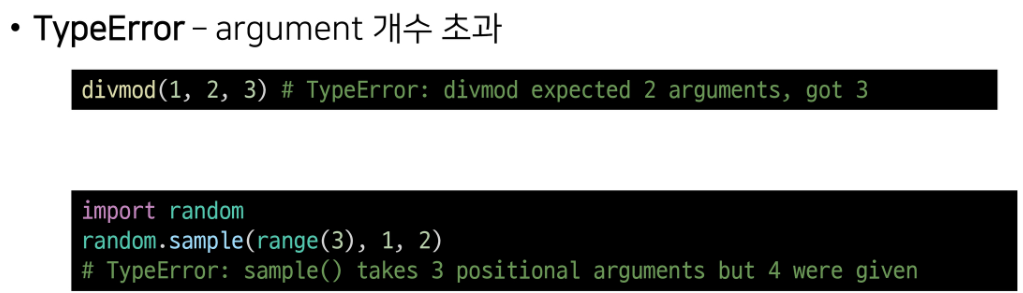 • TypeError – argument 개수 초과
divmod(1, 2, 3) # TypeError: divmod expected 2 arguments, got 3
import random
random.sample(range(3), 1, 2)
# TypeError: sample() takes 3 positional arguments but 4 were given